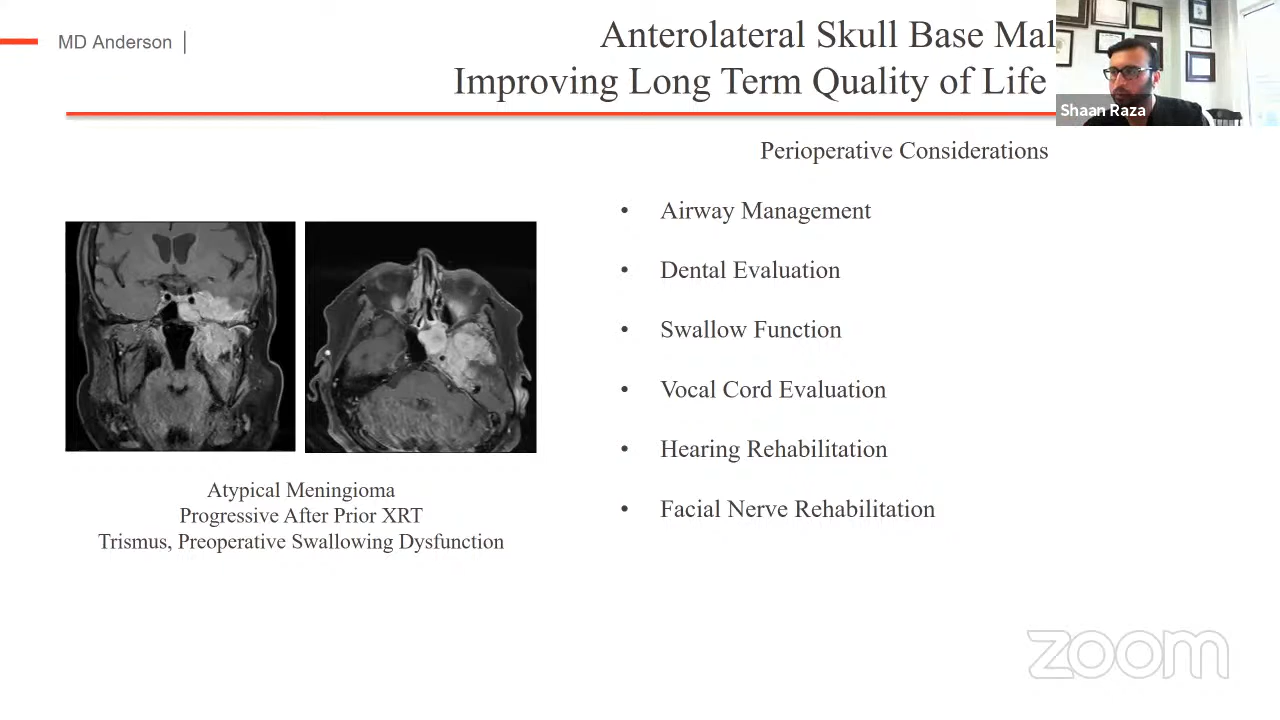 MD Anderson
Anterolateral Skull Base
Improving Long Term Quality of Life
Shaan Raza
Perioperative Considerations
• Airway Management
• Dental Evaluation
• Swallow Function
• Vocal Cord Evaluation
• Hearing Rehabilitation
• Facial Nerve Rehabilitation
Atypical Meningioma
Progressive After Prior XRT
Trismus, Preoperative Swallowing Dysfunction
zoom